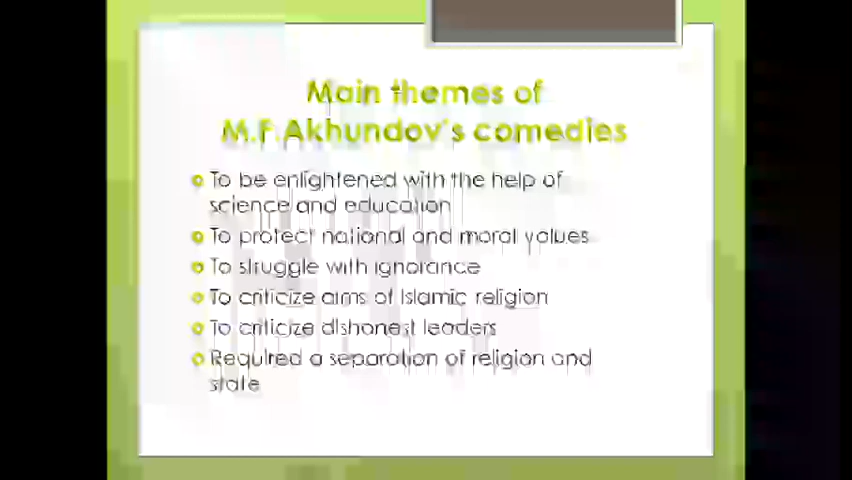 Main themes of
M.F.Akhundov's comedies
To be enlightened with the help of
science and education
To protect national and moral values
To struggle with ignorance
To criticize aims of Islamic religion
To criticize dishonest leaders
Required a separation of religion and
state